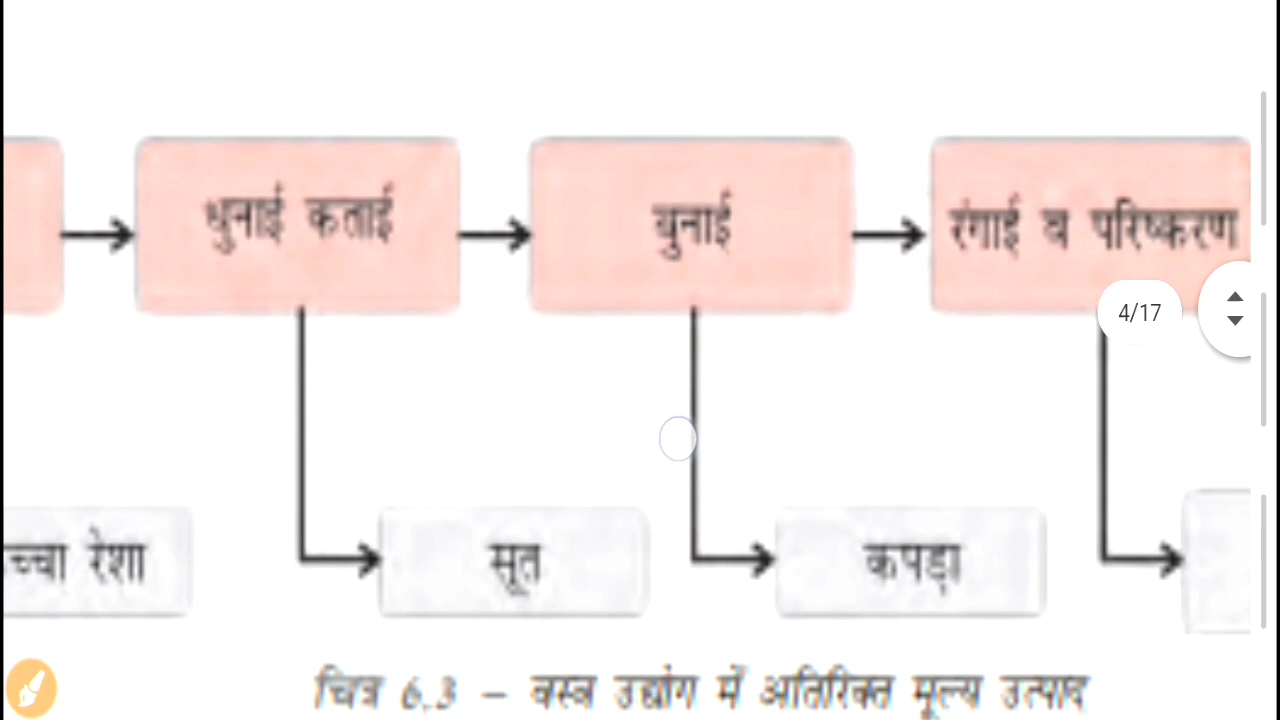 धुनाई कताई
बुनाई
रंगाई व परिष्करण
4/17
च्चा रेशा
सूत
कपड़ा
चित्र 6.3 – वस्त्र उद्योग में अतिरिक्त मूल्य उत्पाद